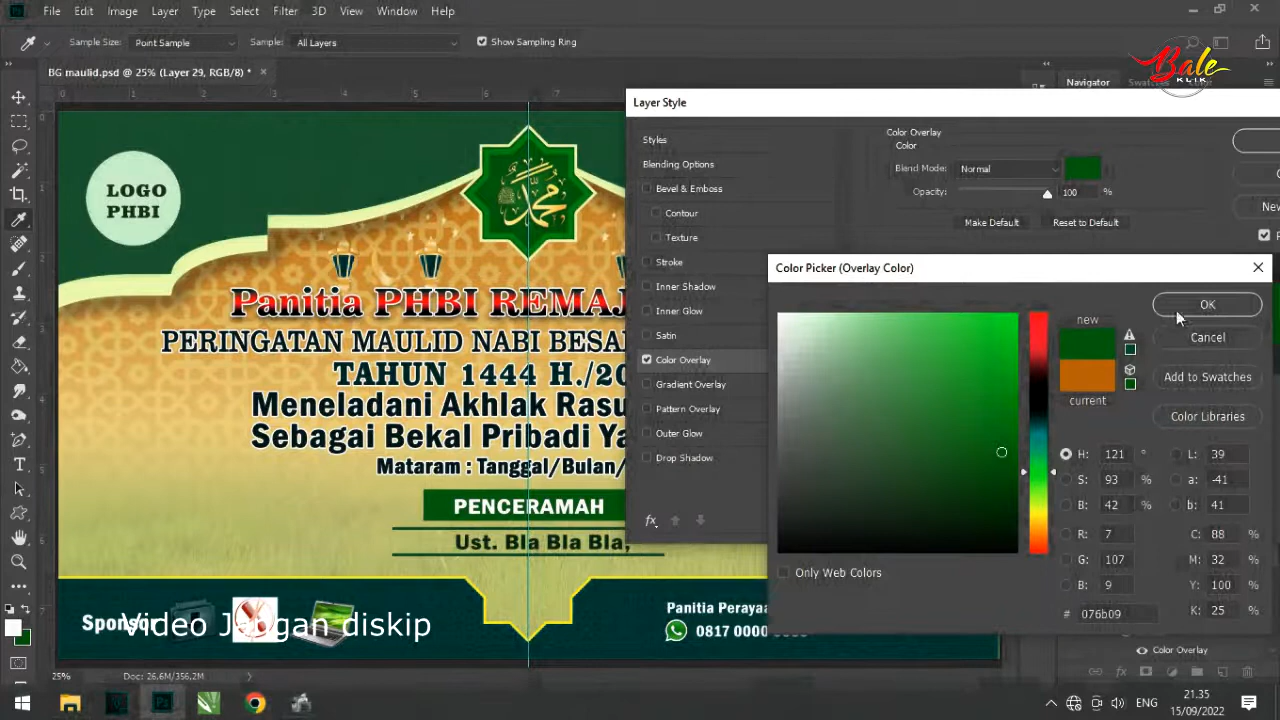 File Edit Image Layer Type Select Filter 3D View Window Help
Sample Size: Point Sample Sample: All Layers Show Sampling Ring
Bale
KLIK
BG maulid.psd @ 25% (Layer 29, RGB/8) * ×
Navigator
Layer Style
LOGO
PHBI
محمد
Panitia PHBI REMAJ
PERINGATAN MAULID NABI BESA
TAHUN 1444 H./20
Meneladani Akhlak Rasu
Sebagai Bekal Pribadi Ya
Mataram : Tanggal/Bulan/
PENCERAMAH
Ust. Bla Bla Bla,
Sponsor
Video Jangan diskip
Panitia Peraya
0817 0000
Styles
Blending Options
Bevel & Emboss
Contour
Texture
Stroke
Inner Shadow
Inner Glow
Satin
Color Overlay
Gradient Overlay
Pattern Overlay
Outer Glow
Drop Shadow
fx
Color Overlay
Color
Blend Mode: Normal
Opacity: 100 %
Make Default Reset to Default
New
Color Picker (Overlay Color)
new
current
OK
Cancel
Add to Swatches
Color Libraries
H: 121 °
S: 93 %
B: 42 %
R: 7
G: 107
B: 9
# 076b09
L: 39
a: -41
b: 41
C: 88 %
M: 32 %
Y: 100 %
K: 25 %
Only Web Colors
Color Overlay
25% Doc: 26,6M/356,2M
ENG
21.35
15/09/2022